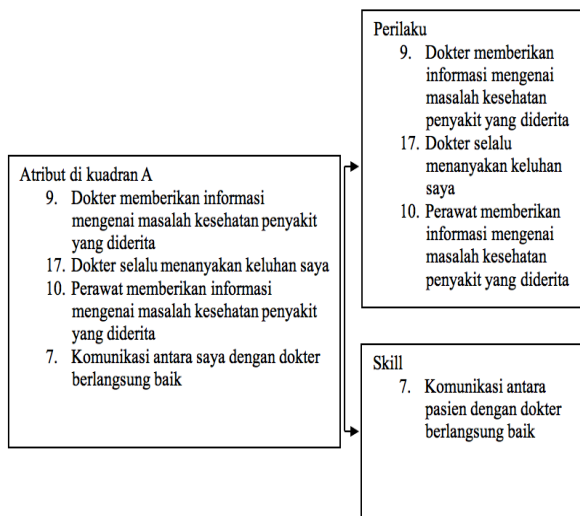 Perilaku
9. Dokter memberikan
informasi mengenai
masalah kesehatan
penyakit yang diderita
17. Dokter selalu
menanyakan keluhan
saya
10. Perawat memberikan
informasi mengenai
masalah kesehatan
penyakit yang diderita
Atribut di kuadran A
9. Dokter memberikan informasi
mengenai masalah kesehatan penyakit
yang diderita
17. Dokter selalu menanyakan keluhan saya
10. Perawat memberikan informasi
mengenai masalah kesehatan penyakit
yang diderita
7. Komunikasi antara saya dengan dokter
berlangsung baik
Skill
7. Komunikasi antara
pasien dengan dokter
berlangsung baik